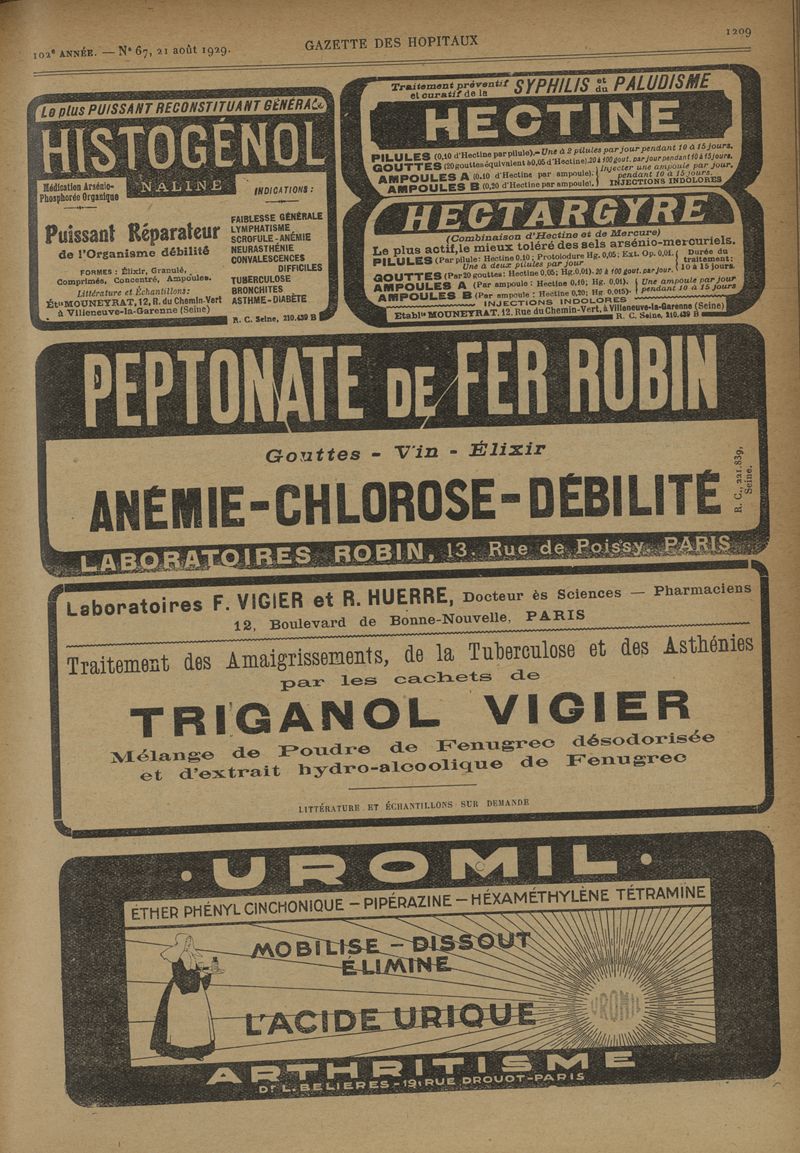 102e ANNÉE. — N° 67, 21 août 1929.
GAZETTE DES HOPITAUX
1209
Le plus PUISSANT RECONSTITUANT GÉNÉRAL
HISTOGÉNOL
Médication Arsénio-
Phosphorée Organique
NALINE
INDICATIONS :
Puissant Réparateur
de l'Organisme débilité
FORMES : Élixir, Granulé,
Comprimés, Concentré, Ampoules.
Littérature et Échantillons:
Éts MOUNEYRAT, 12, R. du Chemin-Vert
à Villeneuve-la-Garenne (Seine)
FAIBLESSE GÉNÉRALE
LYMPHATISME
SCROFULE - ANÉMIE
NEURASTHÉNIE
CONVALESCENCES
DIFFICILES
TUBERCULOSE
BRONCHITES
ASTHME - DIABÈTE
R. C. Seine, 210.439 B
Traitement préventif et curatif de la SYPHILIS et du PALUDISME
HECTINE
PILULES (0,10 d'Hectine par pilule).- Une à 2 pilules par jour pendant 10 à 15 jours.
GOUTTES (20 gouttes équivalent à 0,05 d'Hectine). 20 à 100 gout. par jour pendant 10 à 15 jours.
AMPOULES A (0.10 d'Hectine par ampoule).
AMPOULES B (0,20 d'Hectine par ampoule).
Injecter une ampoule par jour,
pendant 10 à 15 jours.
INJECTIONS INDOLORES
HECTARGYRE
(Combinaison d'Hectine et de Mercure)
Le plus actif, le mieux toléré des sels arsénio-mercuriels.
PILULES (Par pilule: Hectine 0,10 ; Protoiodure Hg. 0,05; Ext. Op. 0,01.
Une à deux pilules par jour
GOUTTES (Par 20 gouttes: Hectine 0,05; Hg. 0,01). 20 à 100 gout. par jour.
Durée du
traitement:
10 à 15 jours.
AMPOULES A (Par ampoule : Hectine 0,10; Hg. 0,01).
AMPOULES B (Par ampoule : Hectine 0,20; Hg. 0,015).
Une ampoule par jour
pendant 10 à 15 jours
INJECTIONS INDOLORES
Etablts MOUNEYRAT, 12, Rue du Chemin-Vert, à Villeneuve-la-Garenne (Seine)
R. C. Seine, 210.439 B
PEPTONATE DE FER ROBIN
Gouttes - Vin - Élixir
ANÉMIE-CHLOROSE-DÉBILITÉ
R. C., 221.839,
Seine.
LABORATOIRES ROBIN, 13. Rue de Poissy. PARIS
Laboratoires F. VIGIER et R. HUERRE, Docteur ès Sciences — Pharmaciens
12, Boulevard de Bonne-Nouvelle, PARIS
Traitement des Amaigrissements, de la Tuberculose et des Asthénies
par les cachets de
TRIGANOL VIGIER
Mélange de Poudre de Fenugrec désodorisée
et d'extrait hydro-alcoolique de Fenugrec
LITTÉRATURE ET ÉCHANTILLONS SUR DEMANDE
UROMIL
ÉTHER PHÉNYL CINCHONIQUE – PIPÉRAZINE – HÉXAMÉTHYLÈNE TÉTRAMINE
MOBILISE - DISSOUT
ÉLIMINE
L'ACIDE URIQUE
UROMIL
ARTHRITISME
Dr L. BELIERES - 19, RUE DROUOT - PARIS